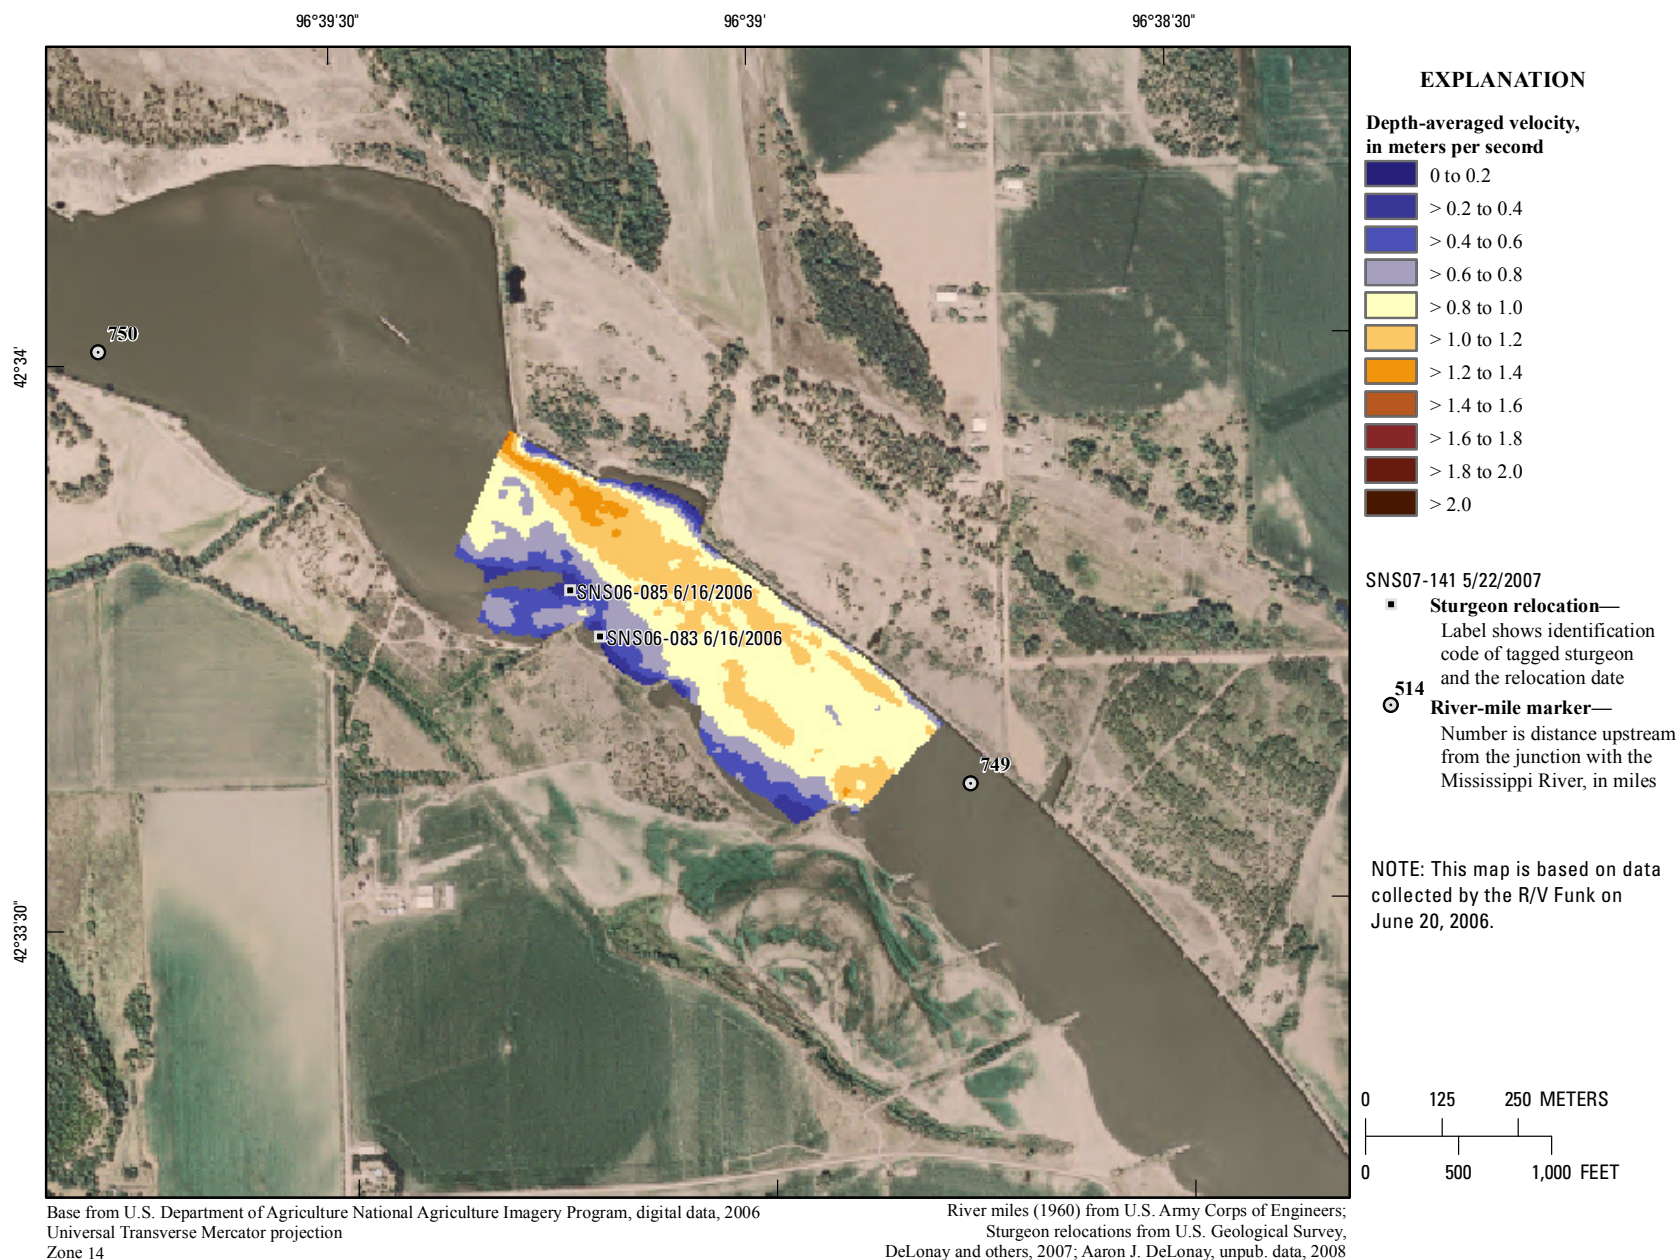 96°39'30"
96°39'
96°38'30"
42°34'
42°33'30"
750
SNS06-085 6/16/2006
SNS06-083 6/16/2006
749
EXPLANATION
Depth-averaged velocity,
in meters per second
0 to 0.2
> 0.2 to 0.4
> 0.4 to 0.6
> 0.6 to 0.8
> 0.8 to 1.0
> 1.0 to 1.2
> 1.2 to 1.4
> 1.4 to 1.6
> 1.6 to 1.8
> 1.8 to 2.0
> 2.0
SNS07-141 5/22/2007
Sturgeon relocation—
Label shows identification
code of tagged sturgeon
and the relocation date
514
River-mile marker—
Number is distance upstream
from the junction with the
Mississippi River, in miles
NOTE: This map is based on data
collected by the R/V Funk on
June 20, 2006.
0 125 250 METERS
0 500 1,000 FEET
Base from U.S. Department of Agriculture National Agriculture Imagery Program, digital data, 2006
Universal Transverse Mercator projection
Zone 14
River miles (1960) from U.S. Army Corps of Engineers;
Sturgeon relocations from U.S. Geological Survey,
DeLonay and others, 2007; Aaron J. DeLonay, unpub. data, 2008